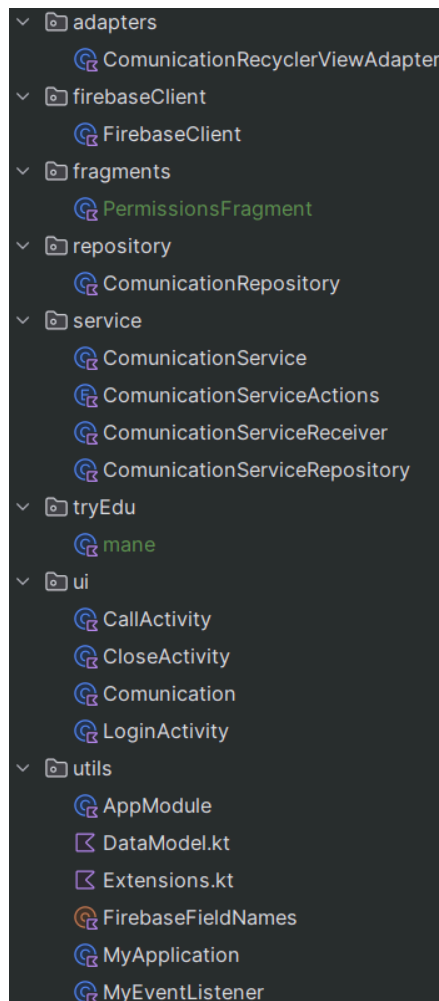 adapters
ComunicationRecyclerViewAdapter
firebaseClient
FirebaseClient
fragments
PermissionsFragment
repository
ComunicationRepository
service
ComunicationService
ComunicationServiceActions
ComunicationServiceReceiver
ComunicationServiceRepository
tryEdu
mane
ui
CallActivity
CloseActivity
Comunication
LoginActivity
utils
AppModule
DataModel.kt
Extensions.kt
FirebaseFieldNames
MyApplication
MyEventListener